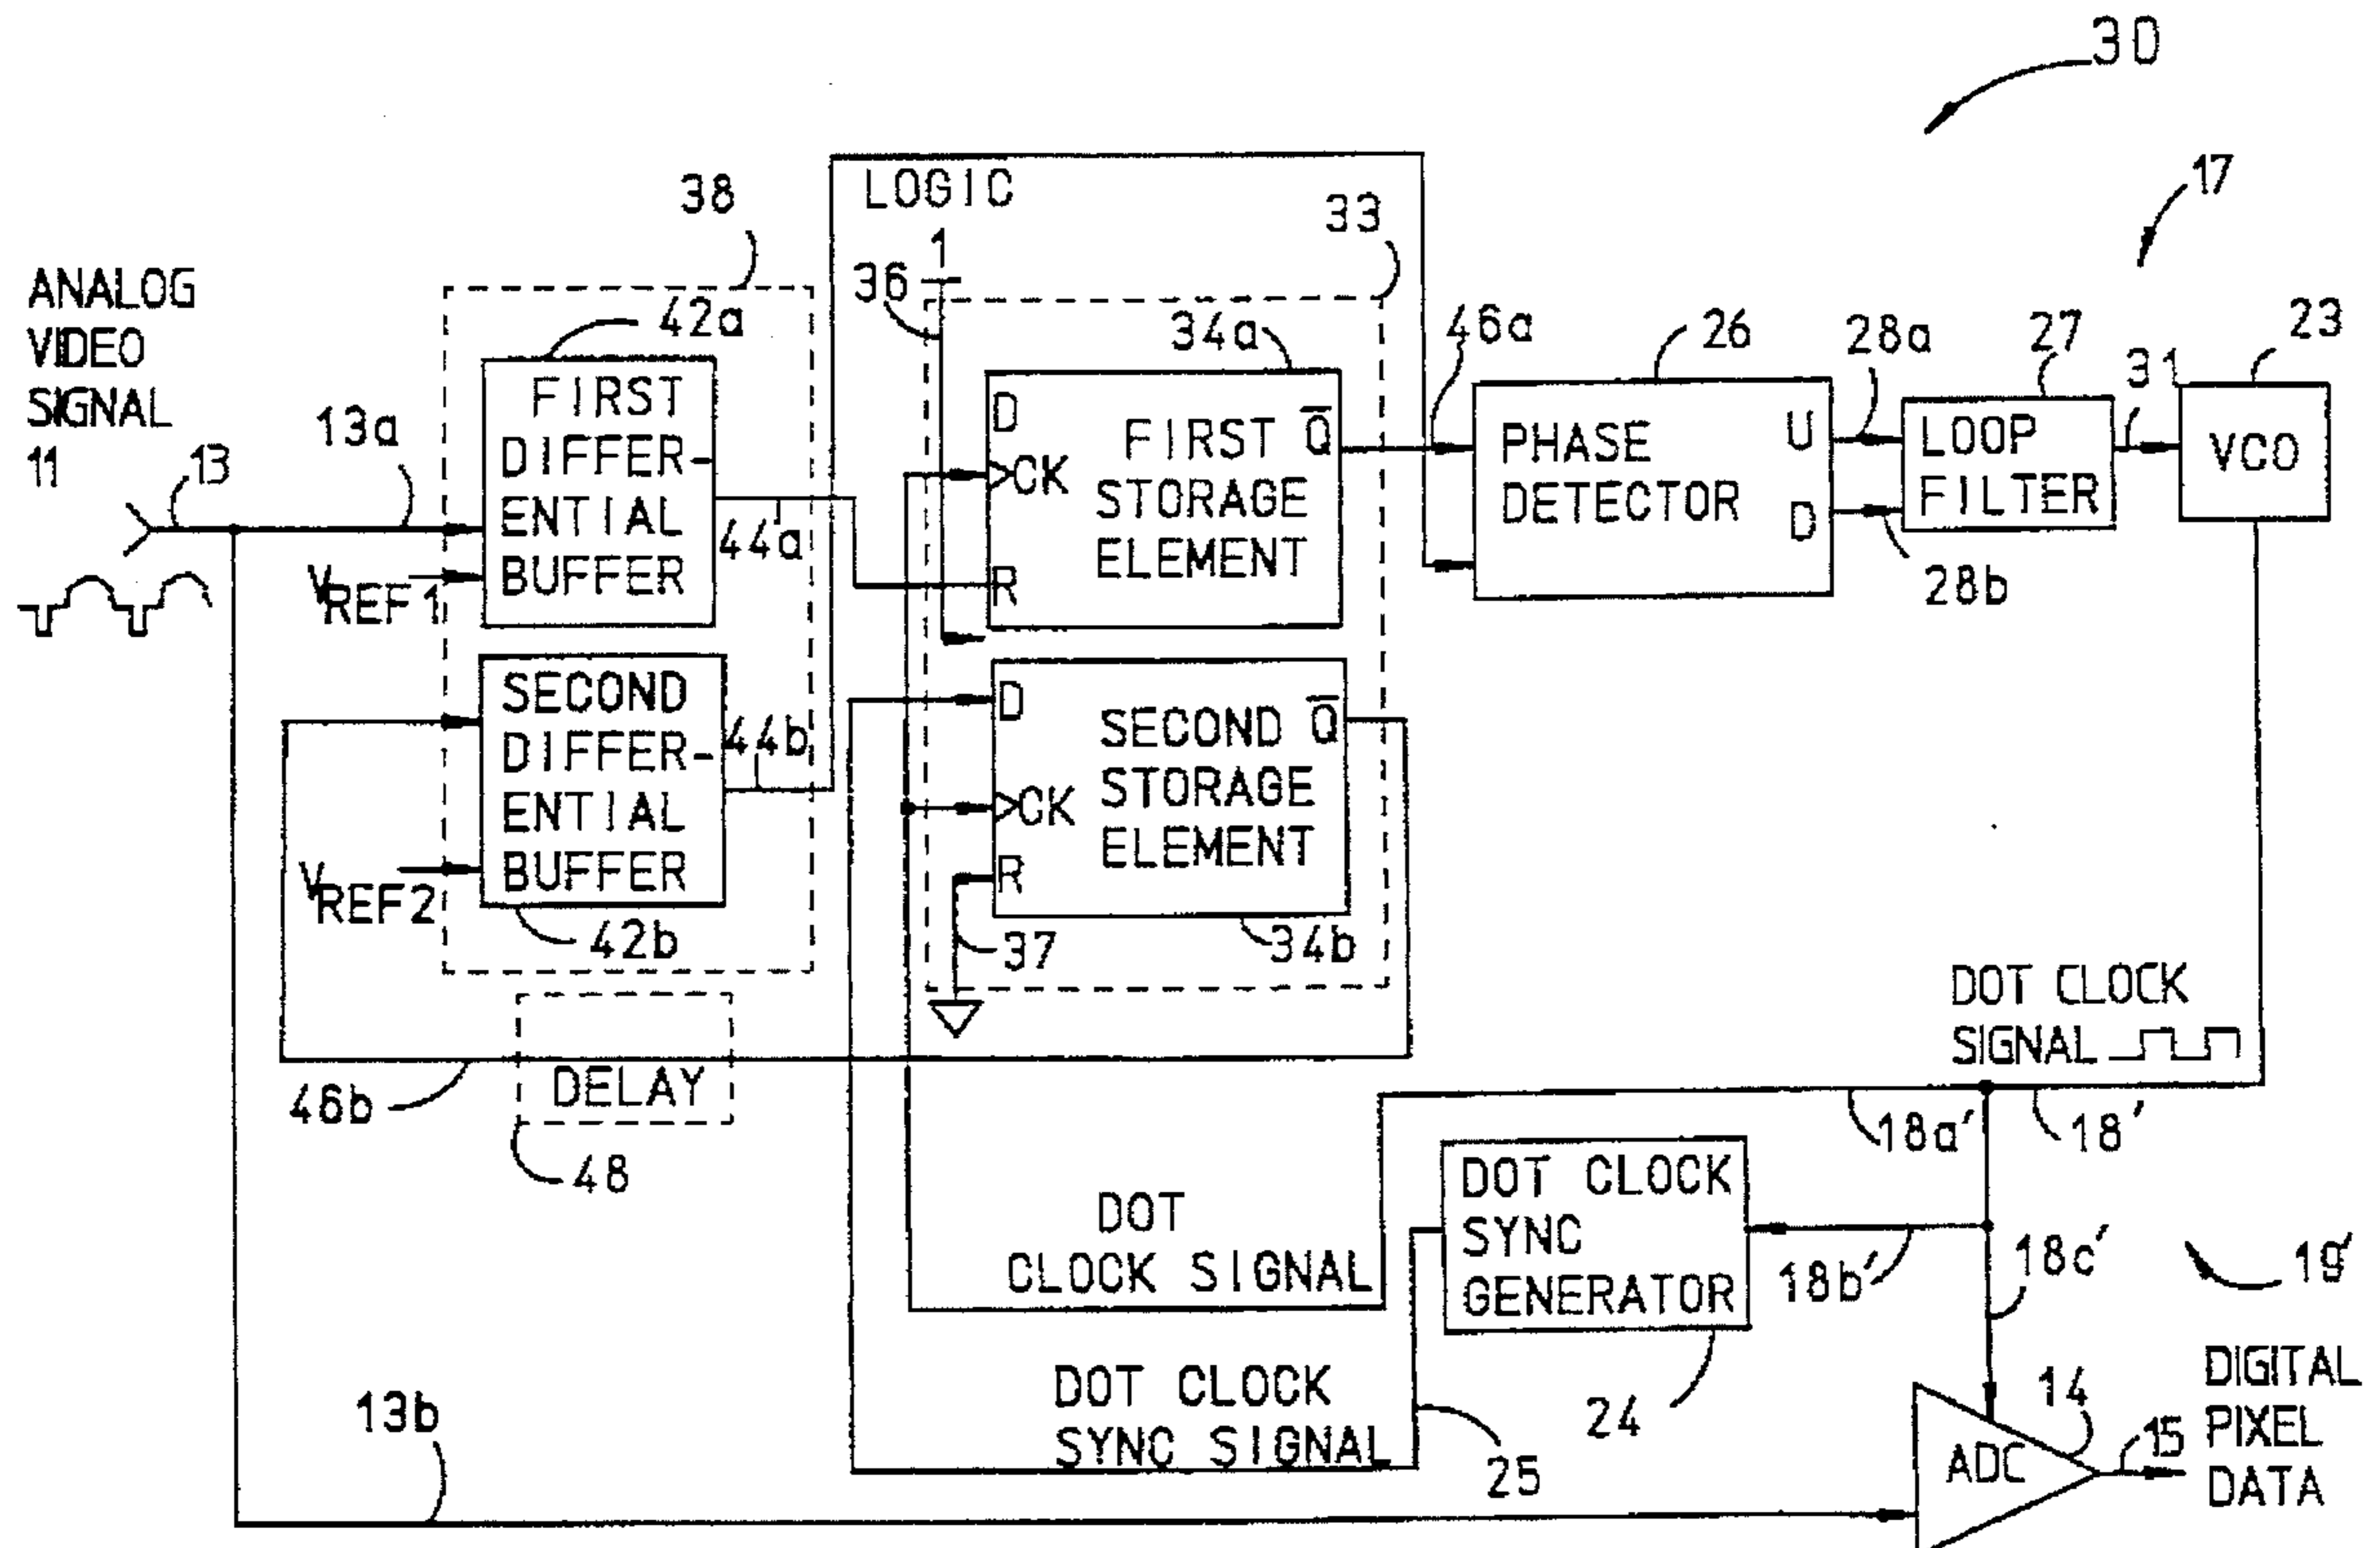 30
17
LOGIC
1
36
33
38
ANALOG
VIDEO
SIGNAL
11
13
13a
42a
FIRST
DIFFER-
ENTIAL
BUFFER
VREF1
44a
34a
D
CK
R
Q̅
FIRST
STORAGE
ELEMENT
46a
26
PHASE
DETECTOR
U
D
28a
28b
27
LOOP
FILTER
31
23
VCO
SECOND
DIFFER-
ENTIAL
BUFFER
VREF2
44b
42b
D
CK
R
Q̅
SECOND
STORAGE
ELEMENT
37
34b
46b
DELAY
48
DOT CLOCK
SIGNAL
18a'
18'
DOT
CLOCK SIGNAL
DOT CLOCK
SYNC
GENERATOR
18b'
18c'
19'
24
13b
DOT CLOCK
SYNC SIGNAL
25
14
ADC
15
DIGITAL
PIXEL
DATA